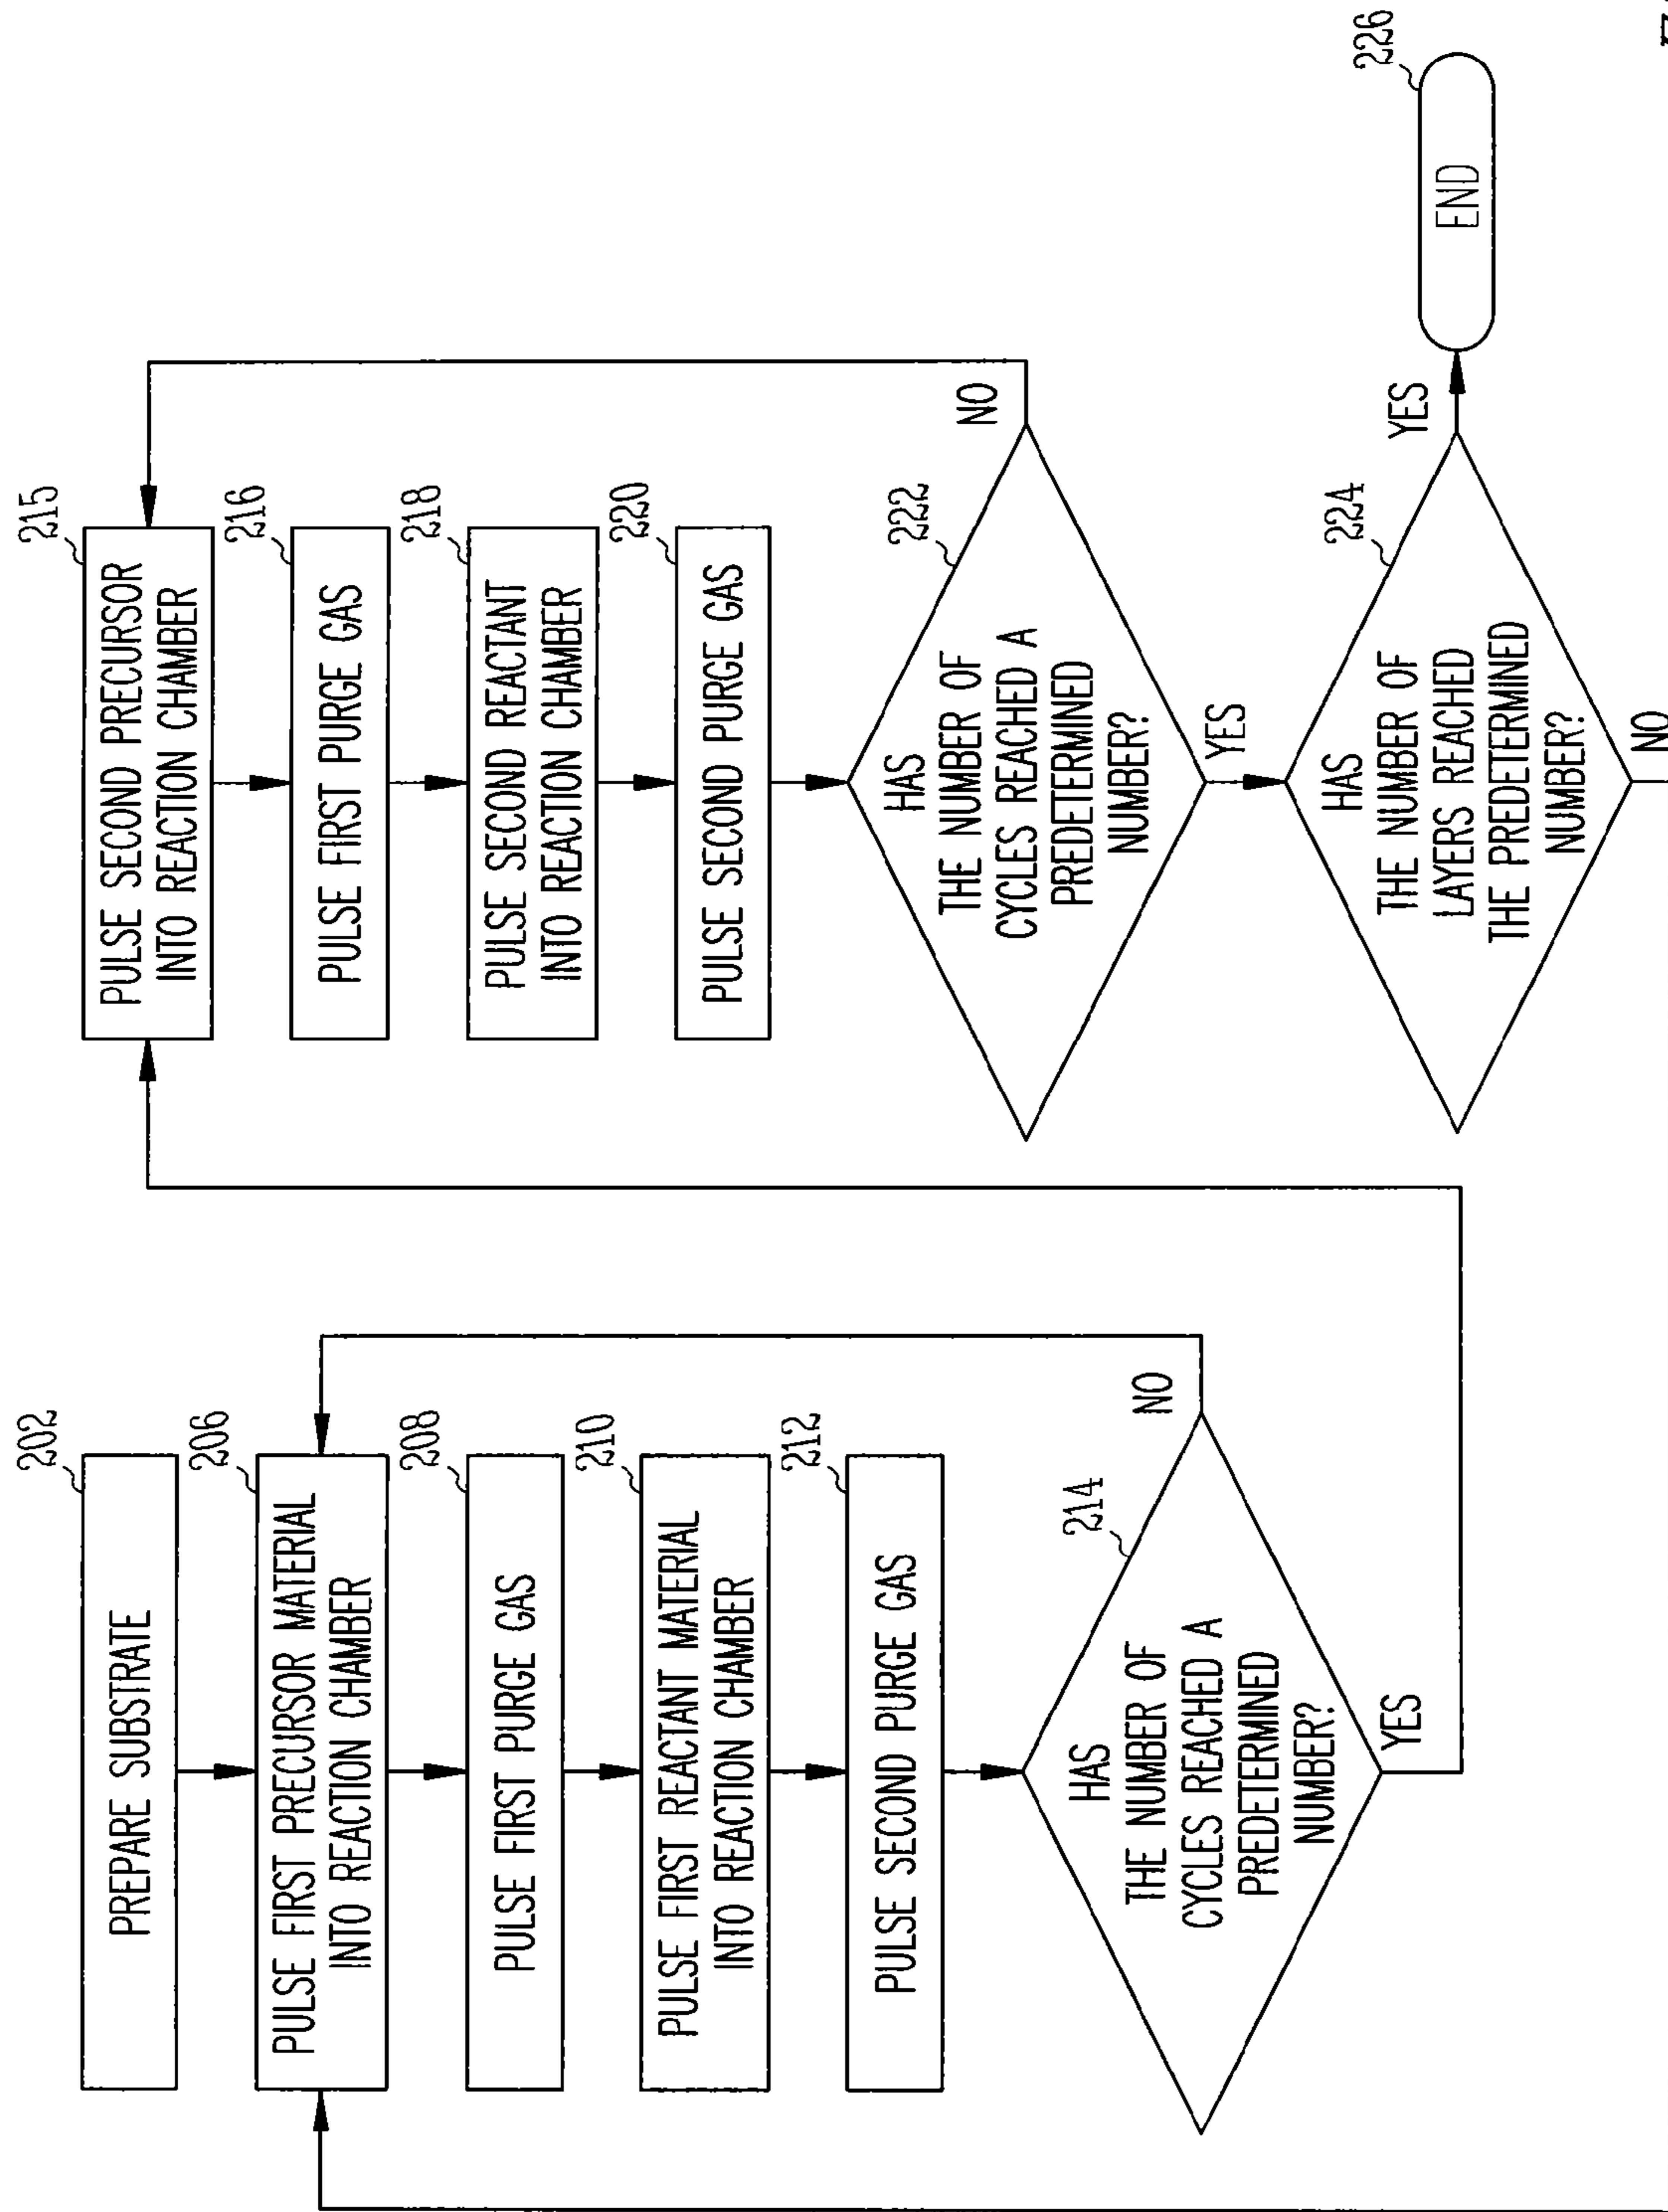 202
PREPARE SUBSTRATE
206
PULSE FIRST PRECURSOR MATERIAL
INTO REACTION CHAMBER
208
PULSE FIRST PURGE GAS
210
PULSE FIRST REACTANT MATERIAL
INTO REACTION CHAMBER
212
PULSE SECOND PURGE GAS
214
HAS
THE NUMBER OF
CYCLES REACHED A
PREDETERMINED
NUMBER?
NO
YES
215
PULSE SECOND PRECURSOR
INTO REACTION CHAMBER
216
PULSE FIRST PURGE GAS
218
PULSE SECOND REACTANT
INTO REACTION CHAMBER
220
PULSE SECOND PURGE GAS
222
HAS
THE NUMBER OF
CYCLES REACHED A
PREDETERMINED
NUMBER?
NO
YES
224
HAS
THE NUMBER OF
LAYERS REACHED
THE PREDETERMINED
NUMBER?
YES
NO
226
END